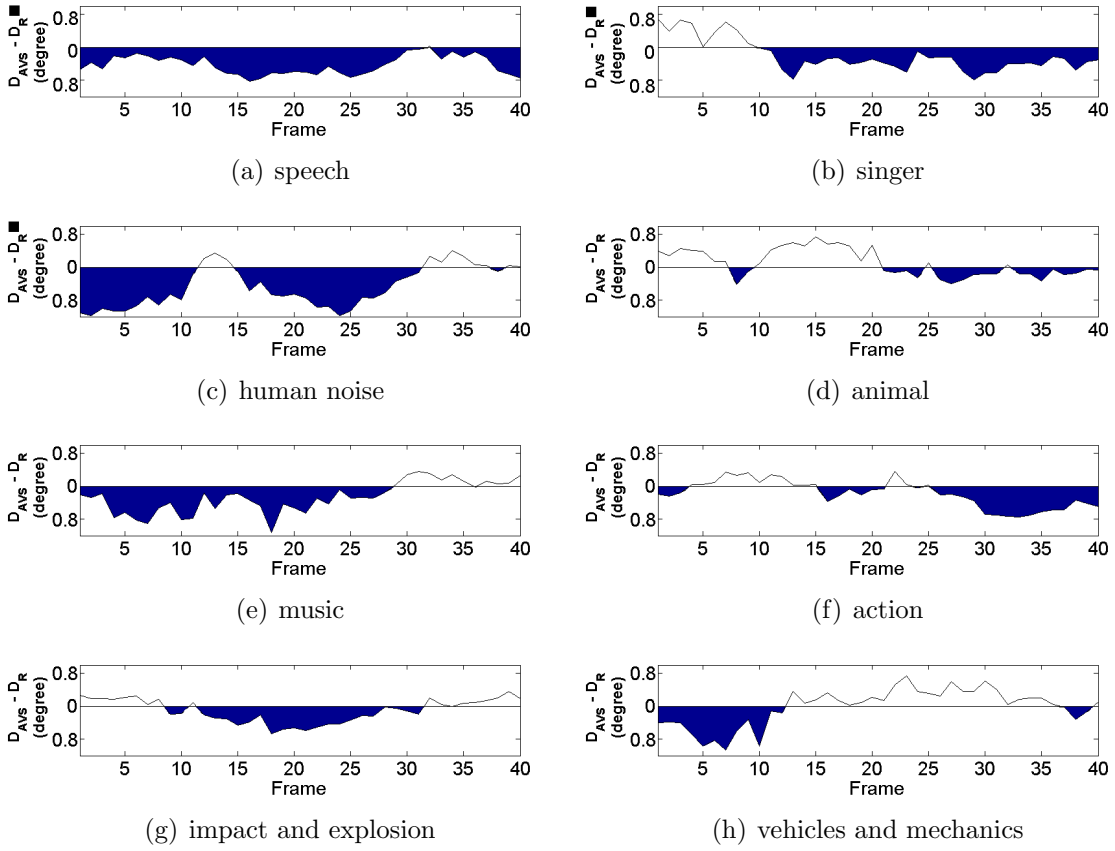 0.8 0 0.8
D_AVS - D_R (degree)
5 10 15 20 25 30 35 40
Frame
(a) speech
0.8 0 0.8
D_AVS - D_R (degree)
5 10 15 20 25 30 35 40
Frame
(b) singer
0.8 0 0.8
D_AVS - D_R (degree)
5 10 15 20 25 30 35 40
Frame
(c) human noise
0.8 0 0.8
D_AVS - D_R (degree)
5 10 15 20 25 30 35 40
Frame
(d) animal
0.8 0 0.8
D_AVS - D_R (degree)
5 10 15 20 25 30 35 40
Frame
(e) music
0.8 0 0.8
D_AVS - D_R (degree)
5 10 15 20 25 30 35 40
Frame
(f) action
0.8 0 0.8
D_AVS - D_R (degree)
5 10 15 20 25 30 35 40
Frame
(g) impact and explosion
0.8 0 0.8
D_AVS - D_R (degree)
5 10 15 20 25 30 35 40
Frame
(h) vehicles and mechanics